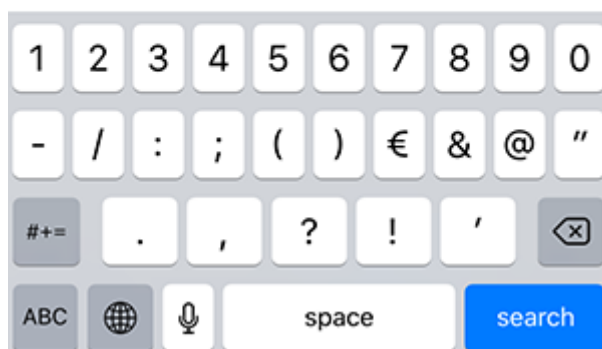 1 2 3 4 5 6 7 8 9 0
- / : ; ( ) € & @ "
#+= . , ? ! '
ABC space search